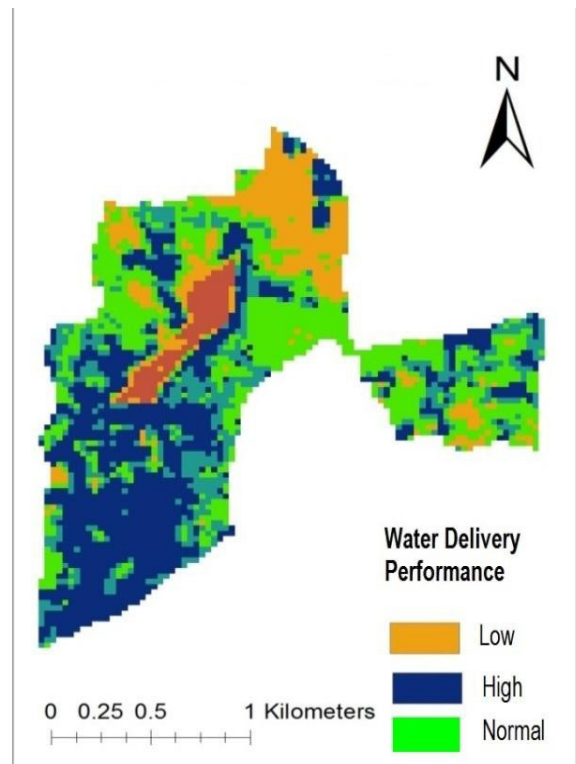 N
Water Delivery
Performance
Low
High
Normal
0 0.25 0.5 1 Kilometers